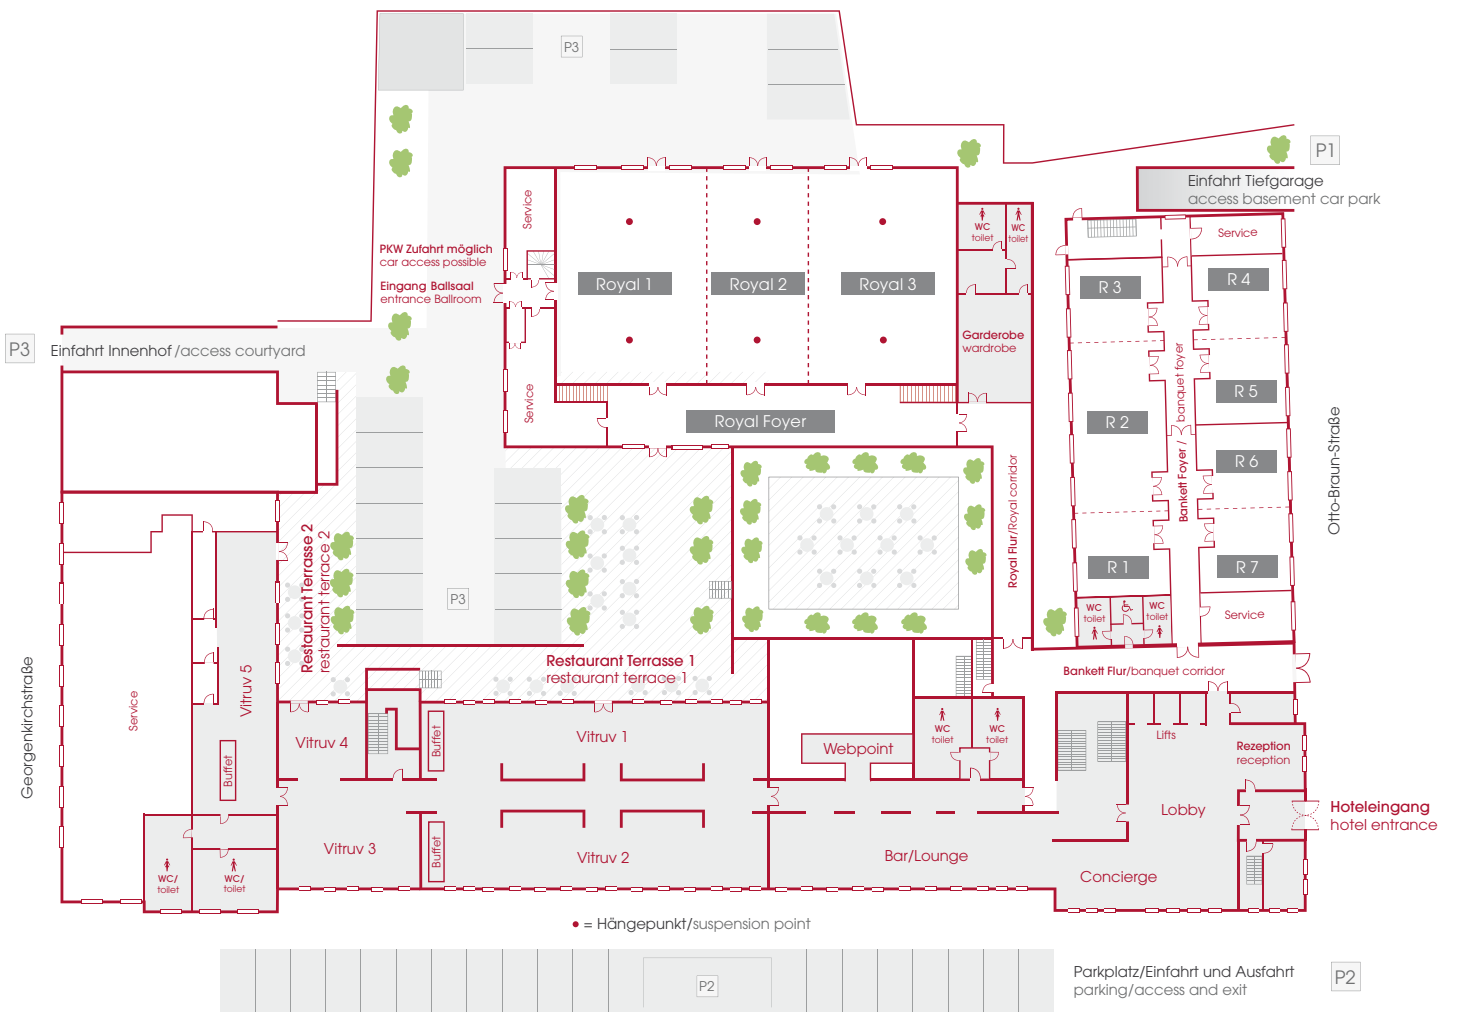 P3
P1
Einfahrt Tiefgarage
access basement car park
Service
WC
toilet
WC
toilet
Service
PKW Zufahrt möglich
car access possible
Eingang Ballsaal
entrance Ballroom
Royal 1
Royal 2
Royal 3
R 3
R 4
P3
Einfahrt Innenhof/access courtyard
Garderobe
wardrobe
Service
Royal Foyer
R 5
R 2
R 6
Bankett Foyer / banquet foyer
Otto-Braun-Straße
Royal Flur/Royal corridor
R 1
R 7
Restaurant Terrasse 2
restaurant terrace 2
P3
WC
toilet
WC
toilet
Service
Restaurant Terrasse 1
restaurant terrace 1
Bankett Flur/banquet corridor
Georgenkirchstraße
Service
Vitruv 5
Vitruv 4
Buffet
Vitruv 1
Webpoint
WC
toilet
WC
toilet
Lifts
Rezeption
reception
Buffet
Lobby
Hoteleingang
hotel entrance
Vitruv 3
Buffet
Vitruv 2
Bar/Lounge
Concierge
WC/
toilet
WC/
toilet
= Hängepunkt/suspension point
P2
Parkplatz/Einfahrt und Ausfahrt
parking/access and exit
P2